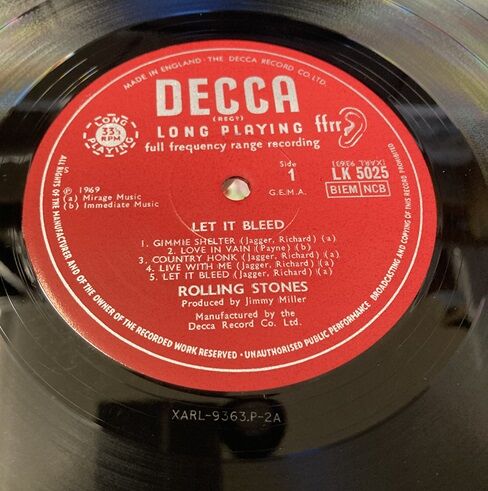 MADE IN ENGLAND · THE DECCA RECORD CO. LTD.
DECCA
(REGᴰ)
LONG PLAYING ffrr
full frequency range recording
LONG
33⅓
RPM
PLAYING
Side
1
G.E.M.A.
(XARL 9363)
LK 5025
BIEM NCB
S
℗ 1969
(a) Mirage Music
(b) Immediate Music
LET IT BLEED
1. GIMMIE SHELTER (Jagger, Richard) (a)
2. LOVE IN VAIN (Payne) (b)
3. COUNTRY HONK (Jagger, Richard) (a)
4. LIVE WITH ME (Jagger, Richard) (a)
5. LET IT BLEED (Jagger, Richard) (a)
ROLLING STONES
Produced by Jimmy Miller
Manufactured by the
Decca Record Co. Ltd.
ALL RIGHTS OF THE MANUFACTURER AND OF THE OWNER OF THE RECORDED WORK RESERVED · UNAUTHORISED PUBLIC PERFORMANCE BROADCASTING AND COPYING OF THIS RECORD PROHIBITED
XARL-9363.P-2A